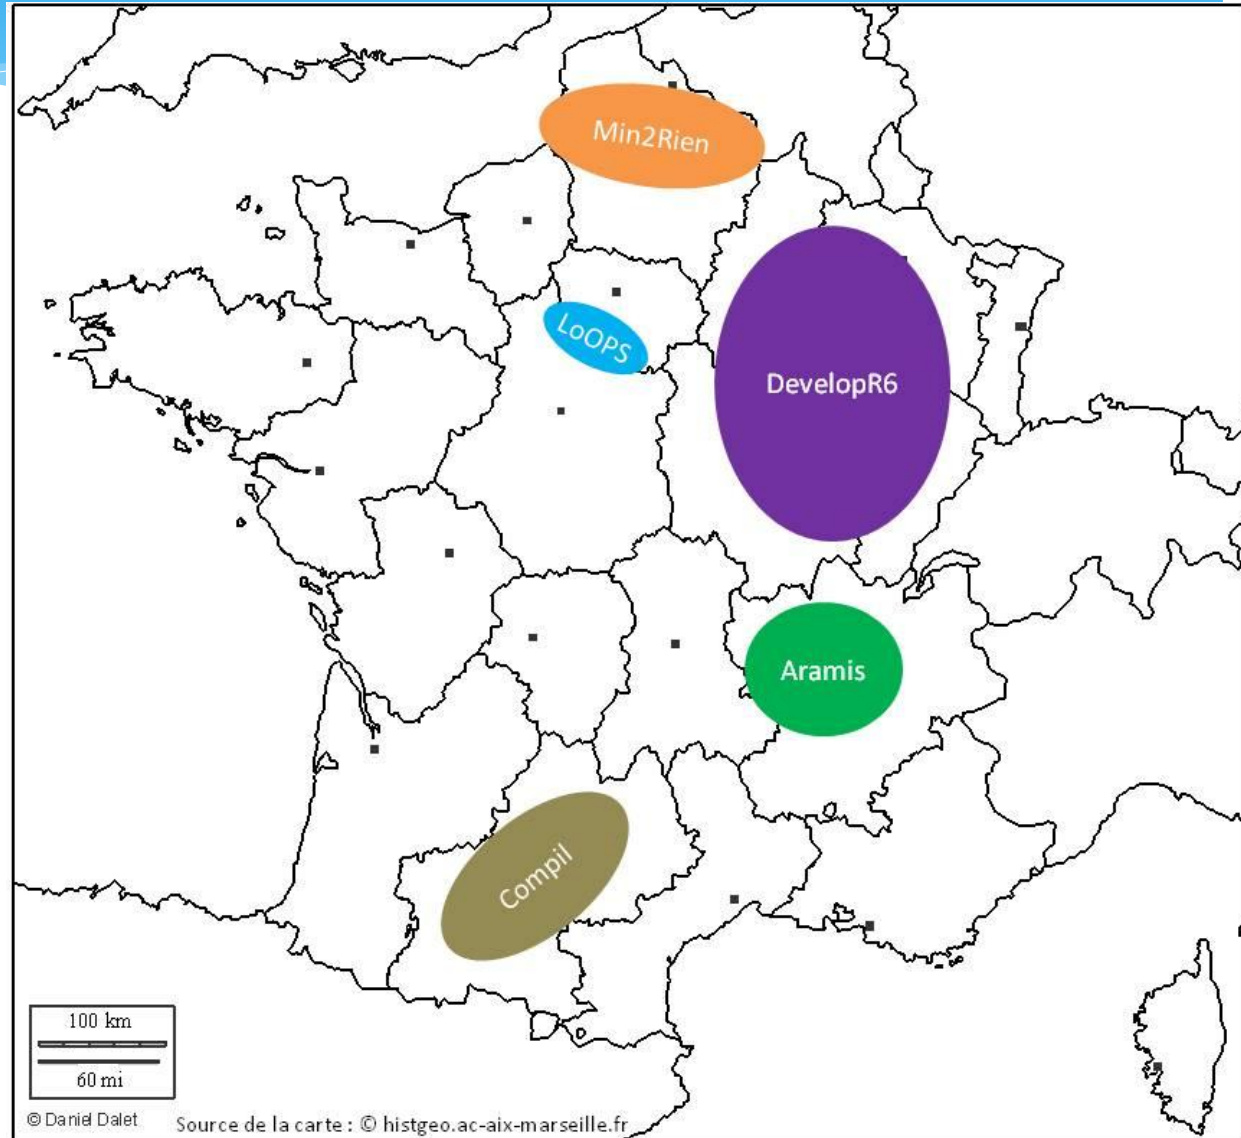 Min2Rien
LoOPS
DevelopR6
Aramis
Compil
100 km
60 mi
© Daniel Dalet
Source de la carte : © histgeo.ac-aix-marseille.fr